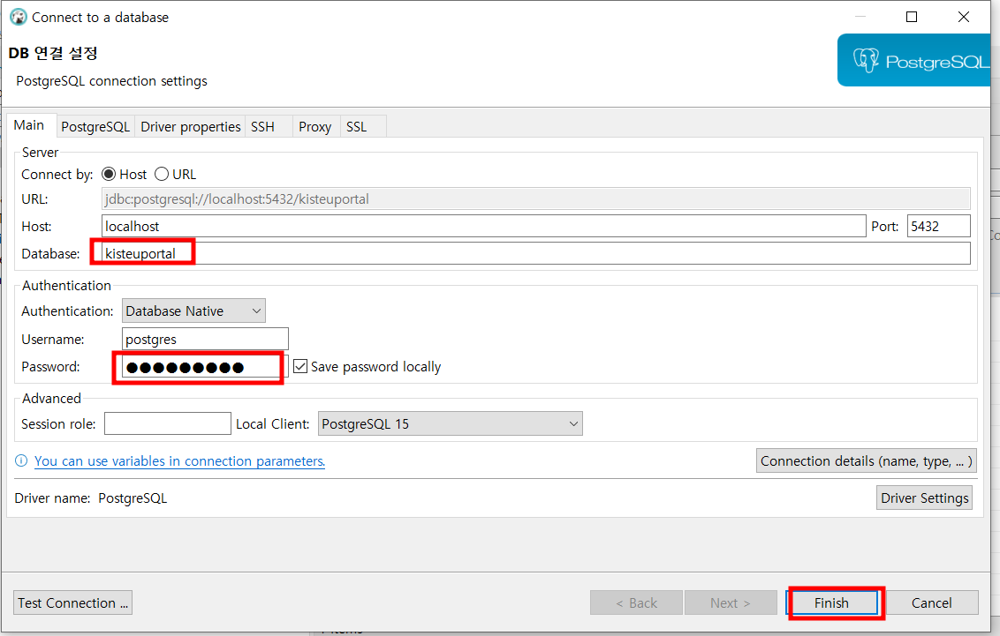 Connect to a database
DB 연결 설정
PostgreSQL connection settings
PostgreSQL
Main PostgreSQL Driver properties SSH Proxy SSL
Server
Connect by: Host URL
URL: jdbc:postgresql://localhost:5432/kisteuportal
Host: localhost Port: 5432
Database: kisteuportal
Authentication
Authentication: Database Native
Username: postgres
Password: ●●●●●●●●● Save password locally
Advanced
Session role: Local Client: PostgreSQL 15
You can use variables in connection parameters.
Connection details (name, type, ... )
Driver name: PostgreSQL
Driver Settings
Test Connection ... < Back Next > Finish Cancel